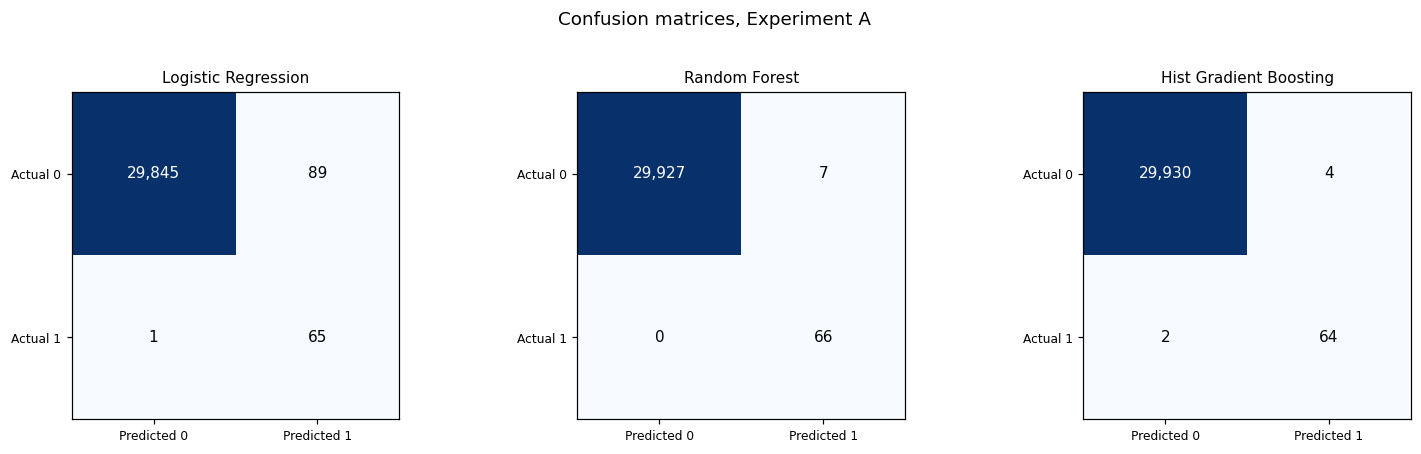 Confusion matrices, Experiment A
Logistic Regression
Actual 0
29,845
89
Actual 1
1
65
Predicted 0
Predicted 1
Random Forest
Actual 0
29,927
7
Actual 1
0
66
Predicted 0
Predicted 1
Hist Gradient Boosting
Actual 0
29,930
4
Actual 1
2
64
Predicted 0
Predicted 1